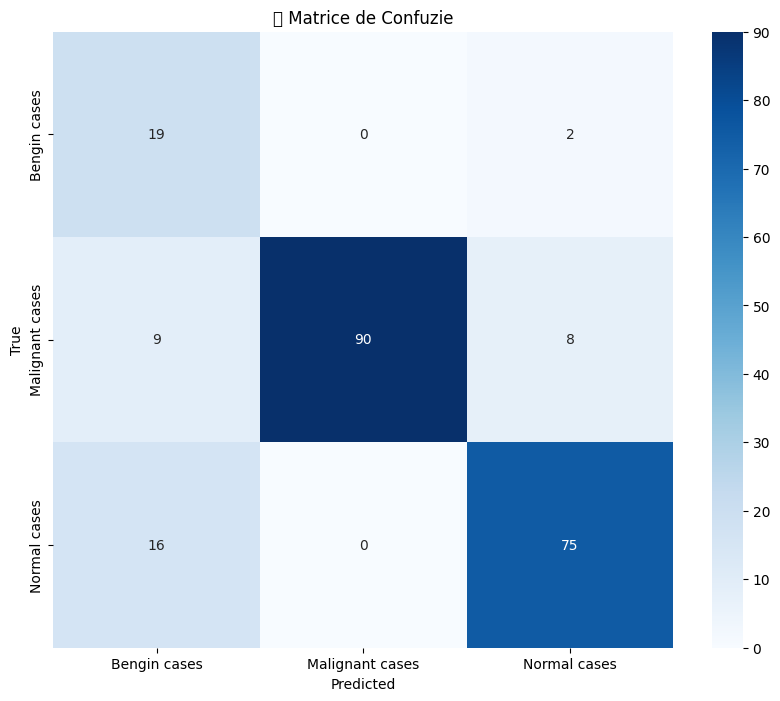 ▯ Matrice de Confuzie
True
Bengin cases
19
0
2
Malignant cases
9
90
8
Normal cases
16
0
75
Bengin cases
Malignant cases
Normal cases
Predicted
90
80
70
60
50
40
30
20
10
0